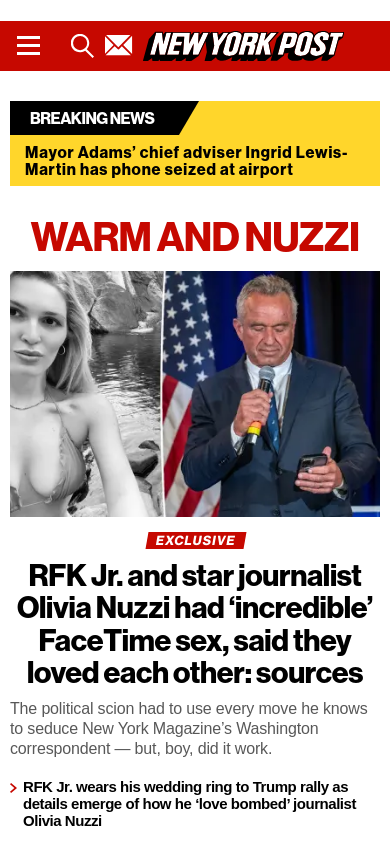 NEW YORK POST
BREAKING NEWS
Mayor Adams’ chief adviser Ingrid Lewis-
Martin has phone seized at airport
WARM AND NUZZI
EXCLUSIVE
RFK Jr. and star journalist
Olivia Nuzzi had ‘incredible’
FaceTime sex, said they
loved each other: sources
The political scion had to use every move he knows
to seduce New York Magazine’s Washington
correspondent — but, boy, did it work.
RFK Jr. wears his wedding ring to Trump rally as
details emerge of how he ‘love bombed’ journalist
Olivia Nuzzi